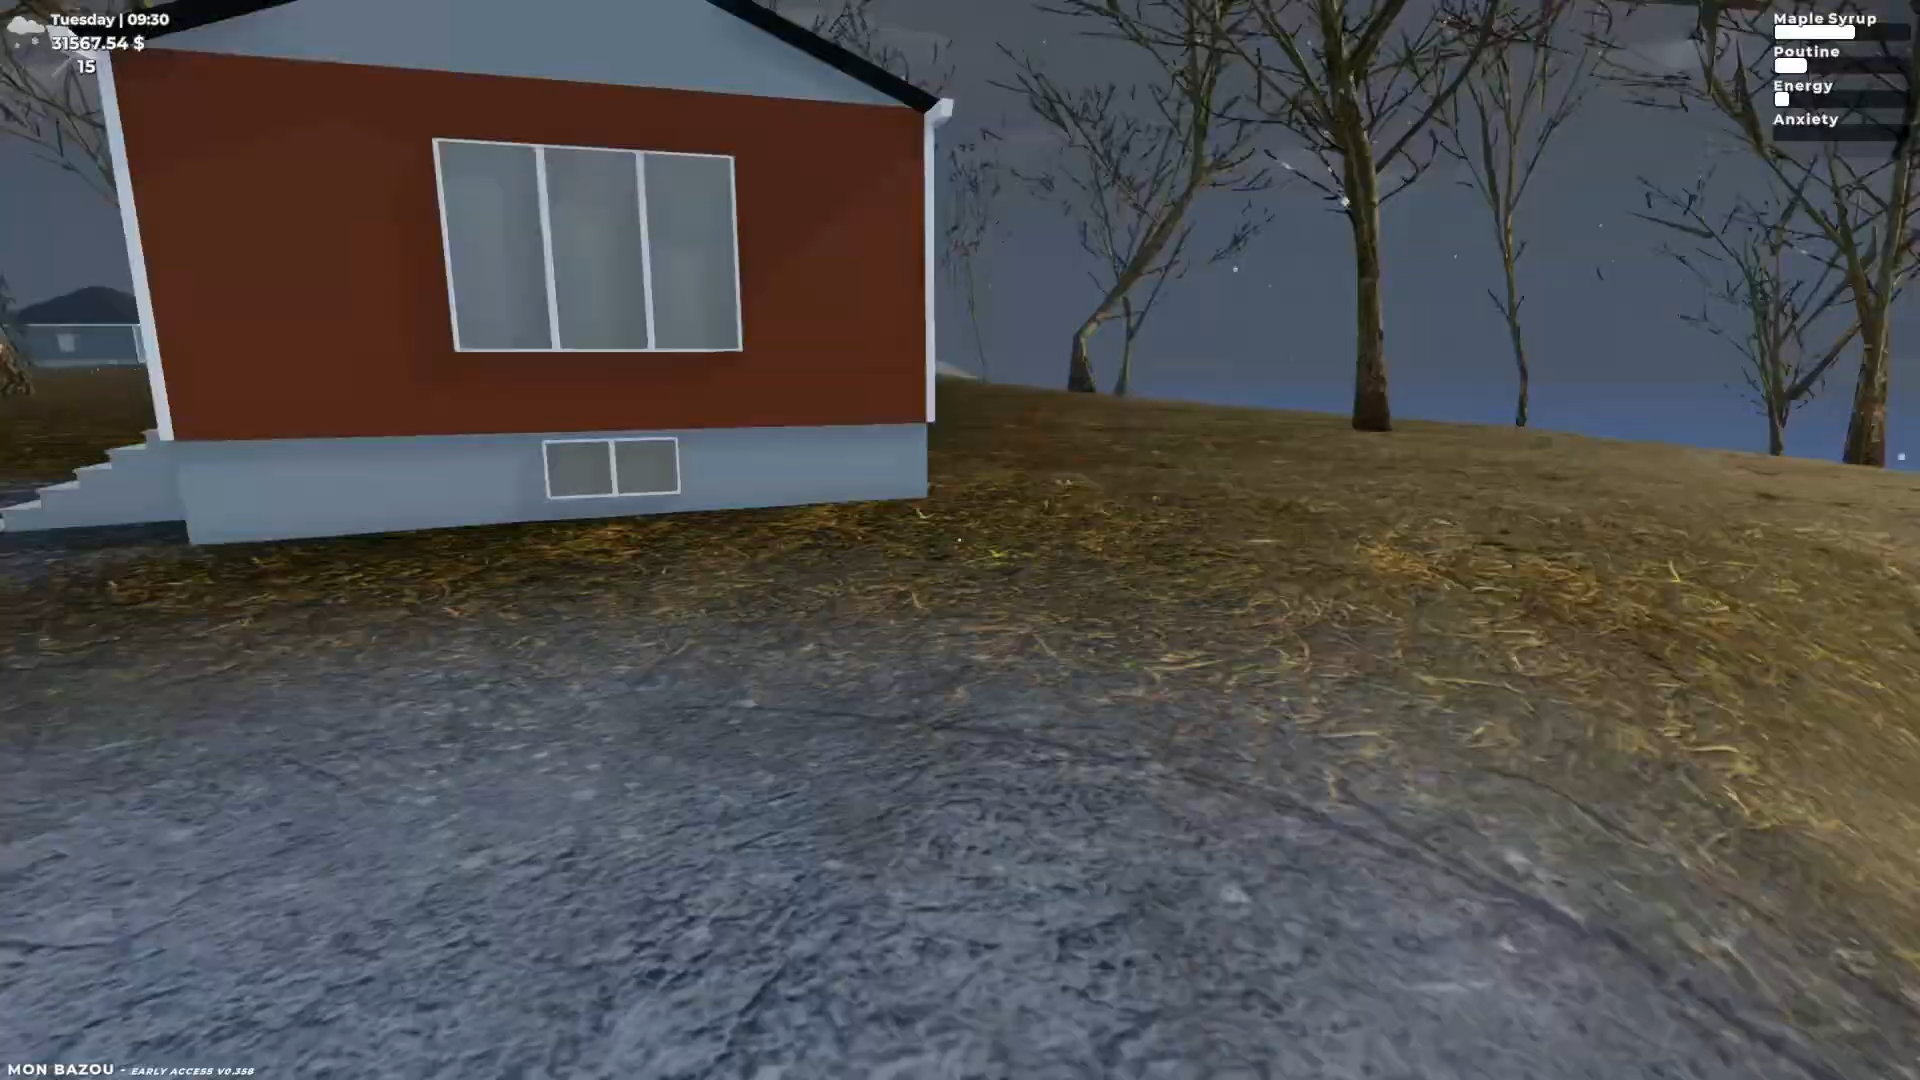 Tuesday | 09:30
31567.54 $
15
Maple Syrup
Poutine
Energy
Anxiety
MON BAZOU - EARLY ACCESS V0.358